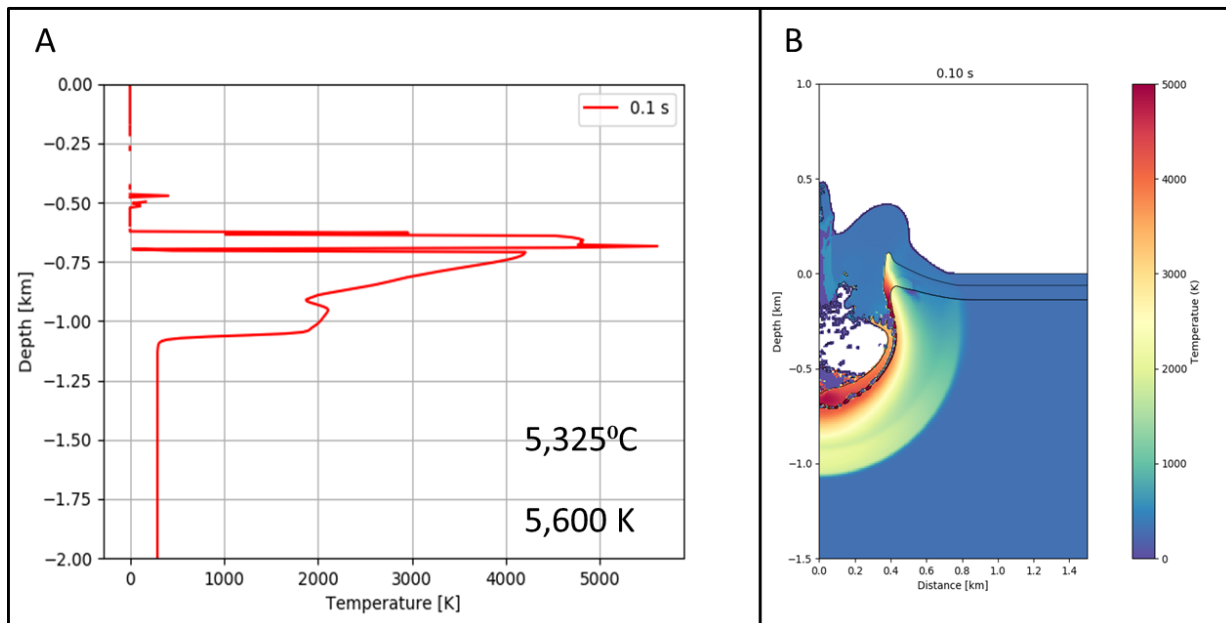 A
0.00
−0.25
−0.50
−0.75
−1.00
−1.25
−1.50
−1.75
−2.00
Depth [km]
0.1 s
5,325⁰C
5,600 K
0 1000 2000 3000 4000 5000
Temperature [K]
B
0.10 s
1.0
0.5
0.0
−0.5
−1.0
−1.5
Depth [km]
0.0 0.2 0.4 0.6 0.8 1.0 1.2 1.4
Distance [km]
5000
4000
3000
2000
1000
0
Temperatue (K)